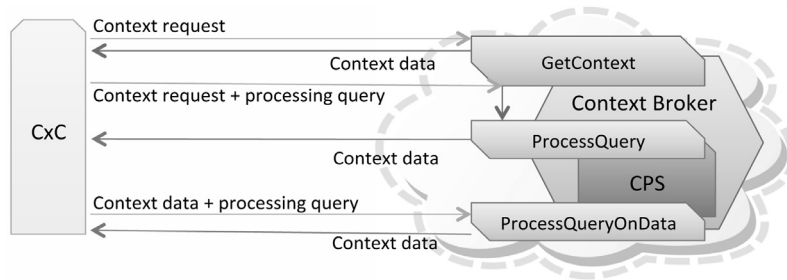 Context request
Context data
GetContext
Context request + processing query
Context Broker
CxC
ProcessQuery
Context data
CPS
Context data + processing query
ProcessQueryOnData
Context data